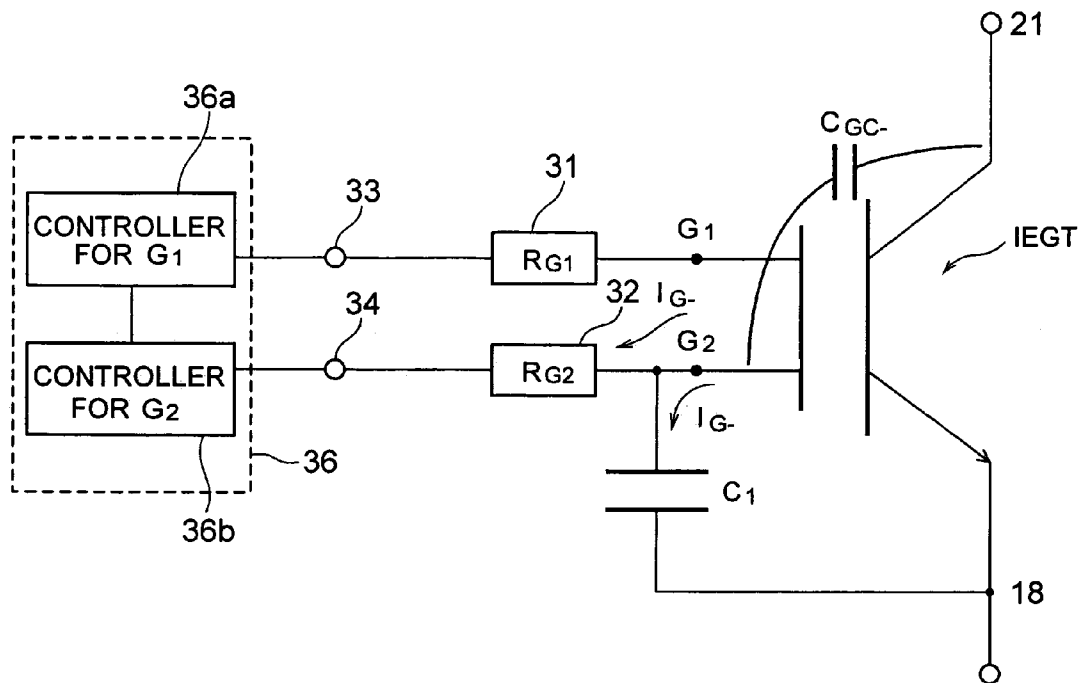 21
36a
CGC-
33
31
CONTROLLER
FOR G1
RG1
G1
IEGT
34
32
IG-
G2
CONTROLLER
FOR G2
RG2
IG-
36
C1
36b
18